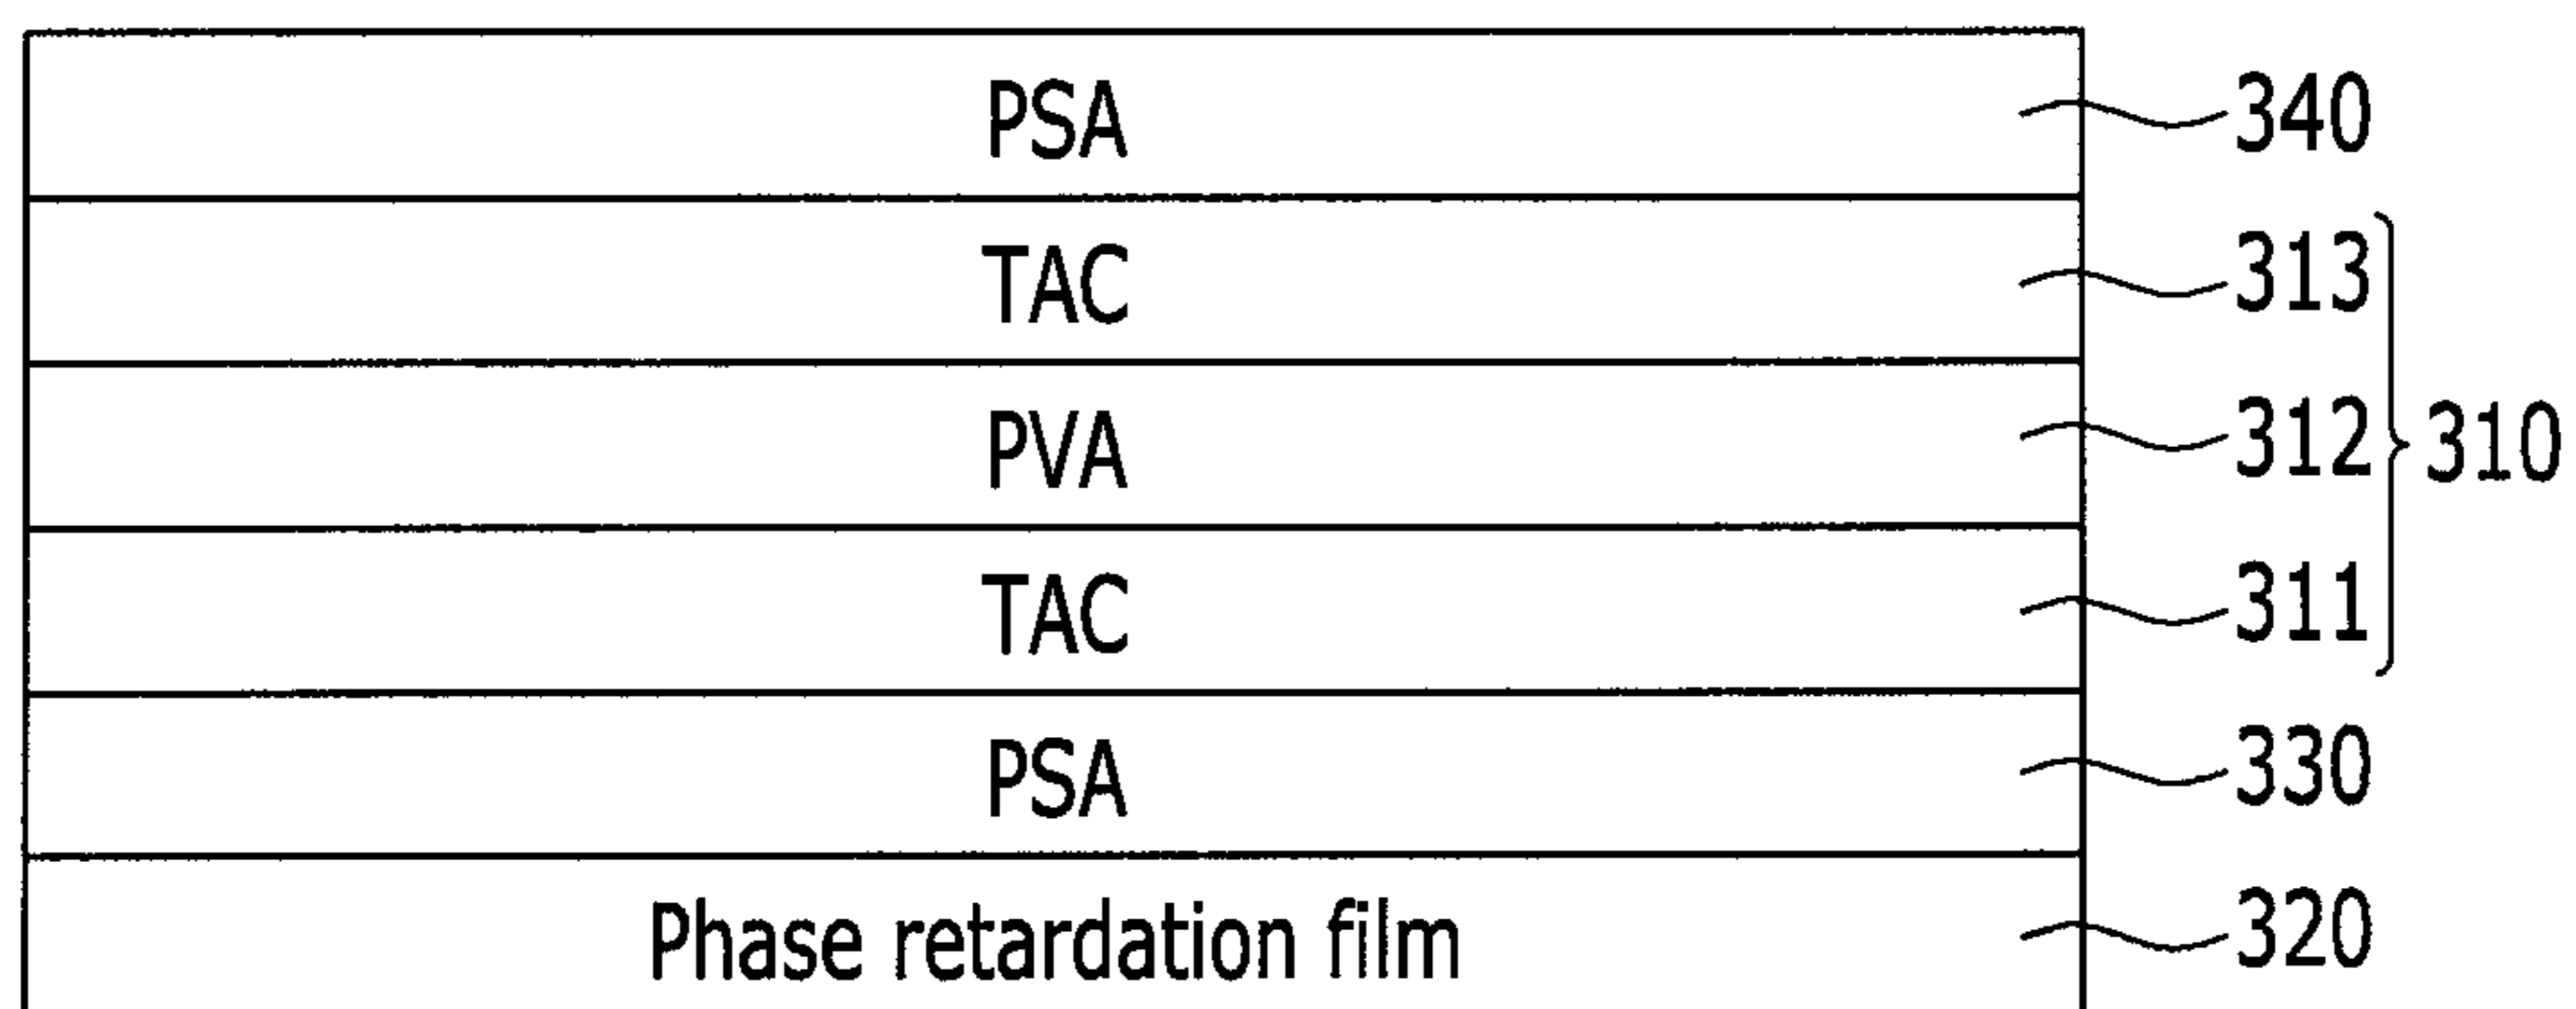 PSA 340
TAC 313
PVA 312 310
TAC 311
PSA 330
Phase retardation film 320